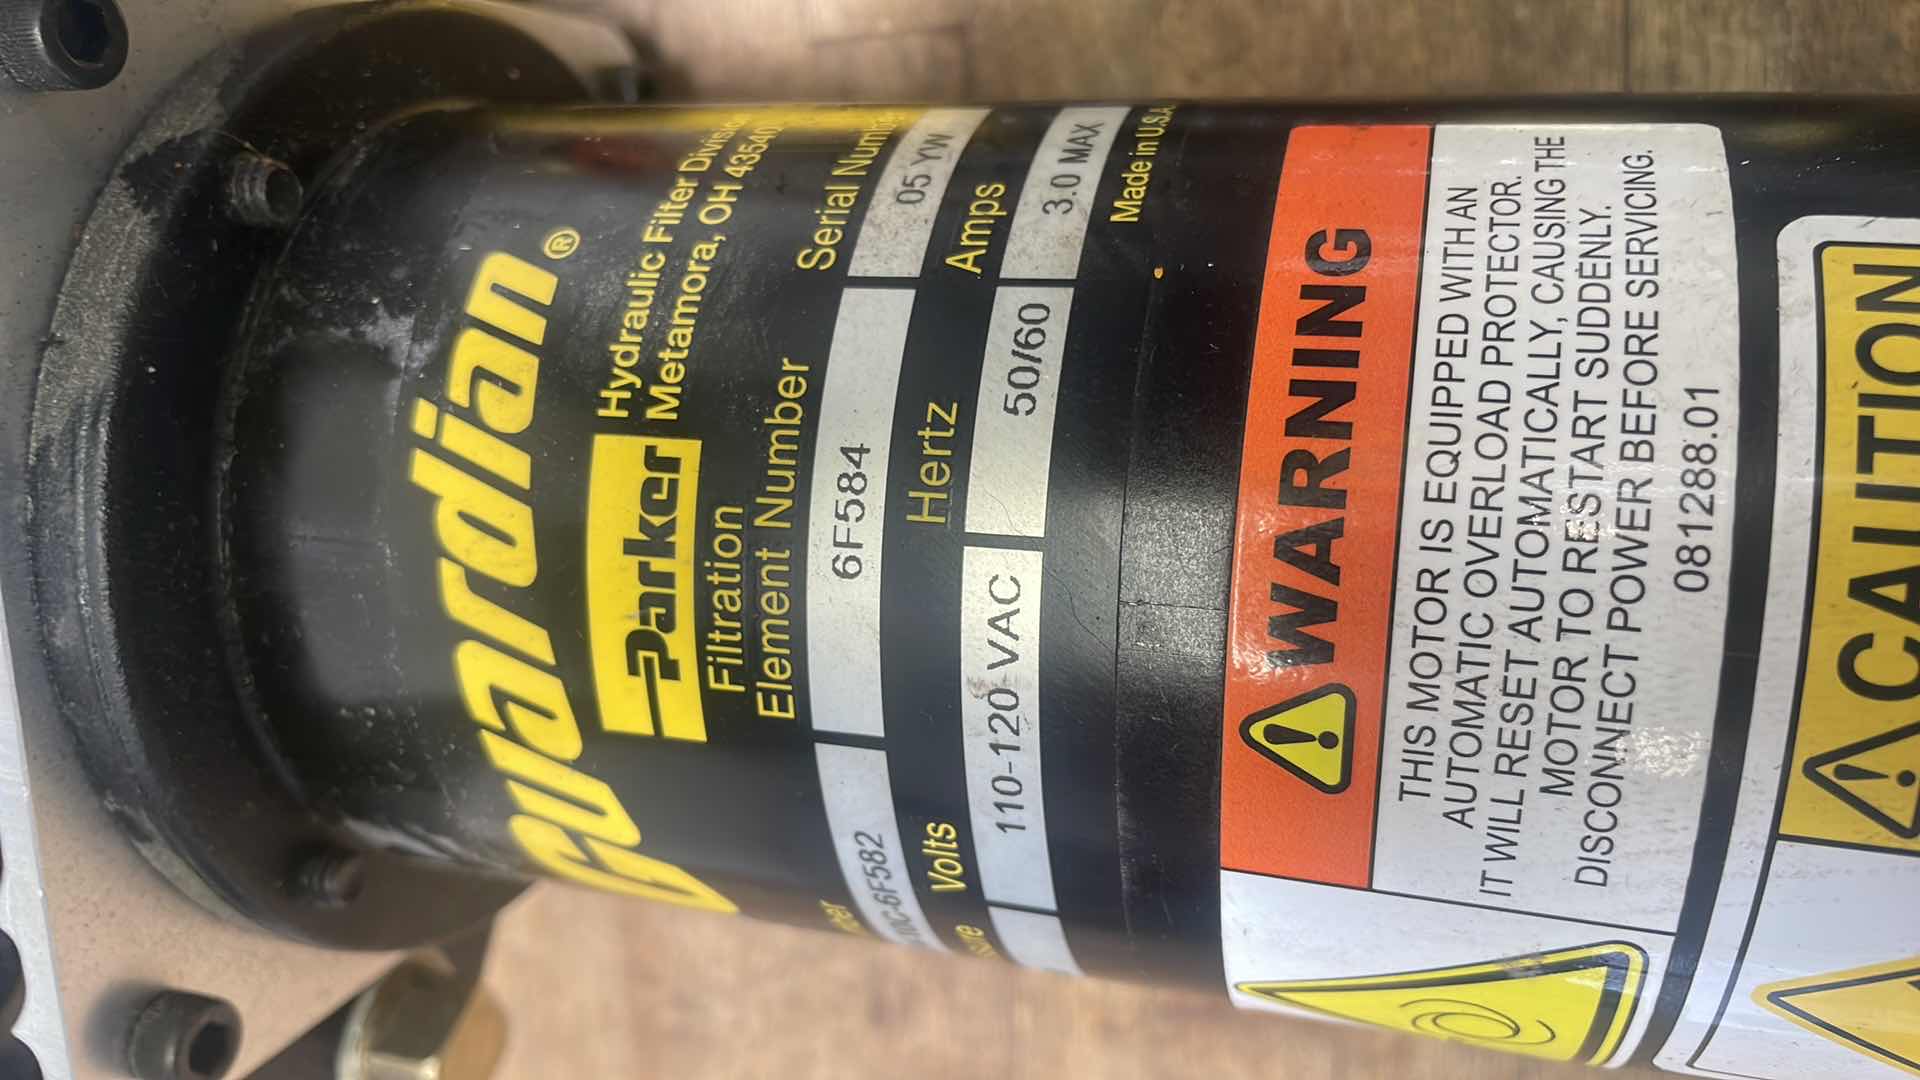 Guardian®
Parker
Hydraulic Filter Division
Metamora, OH 43540
Filtration
Element Number
Serial Number
6F582
6F584
05 YW
Volts
Hertz
Amps
110-120 VAC
50/60
3.0 MAX
Made in U.S.A.
WARNING
THIS MOTOR IS EQUIPPED WITH AN
AUTOMATIC OVERLOAD PROTECTOR.
IT WILL RESET AUTOMATICALLY, CAUSING THE
MOTOR TO RESTART SUDDENLY.
DISCONNECT POWER BEFORE SERVICING.
081288.01
CAUTION